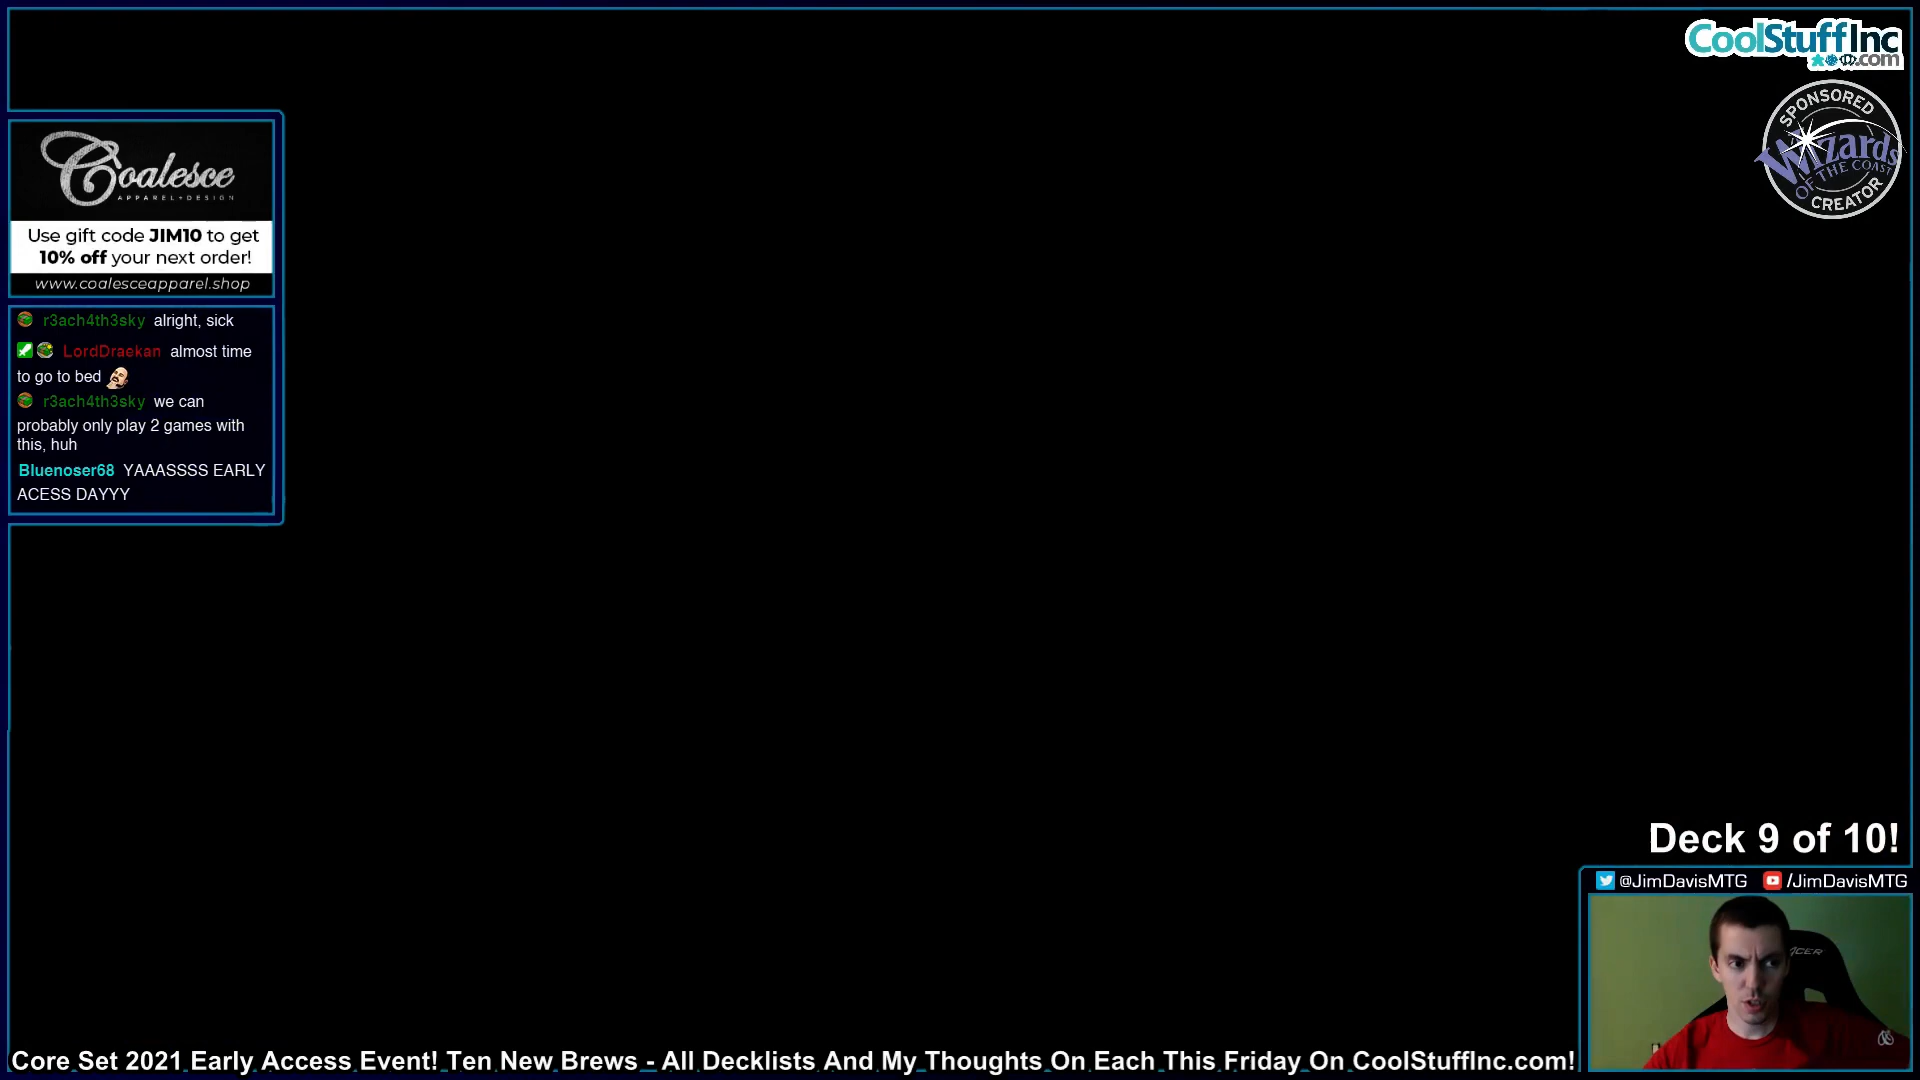 CoolStuffInc
.com
SPONSORED
Wizards
OF THE COAST
CREATOR
Coalesce
APPAREL+DESIGN
Use gift code JIM10 to get
10% off your next order!
www.coalesceapparel.shop
r3ach4th3sky alright, sick
LordDraekan almost time
to go to bed
r3ach4th3sky we can
probably only play 2 games with
this, huh
Bluenoser68 YAAASSSS EARLY
ACESS DAYYY
Deck 9 of 10!
@JimDavisMTG /JimDavisMTG
Core Set 2021 Early Access Event! Ten New Brews - All Decklists And My Thoughts On Each This Friday On CoolStuffInc.com!